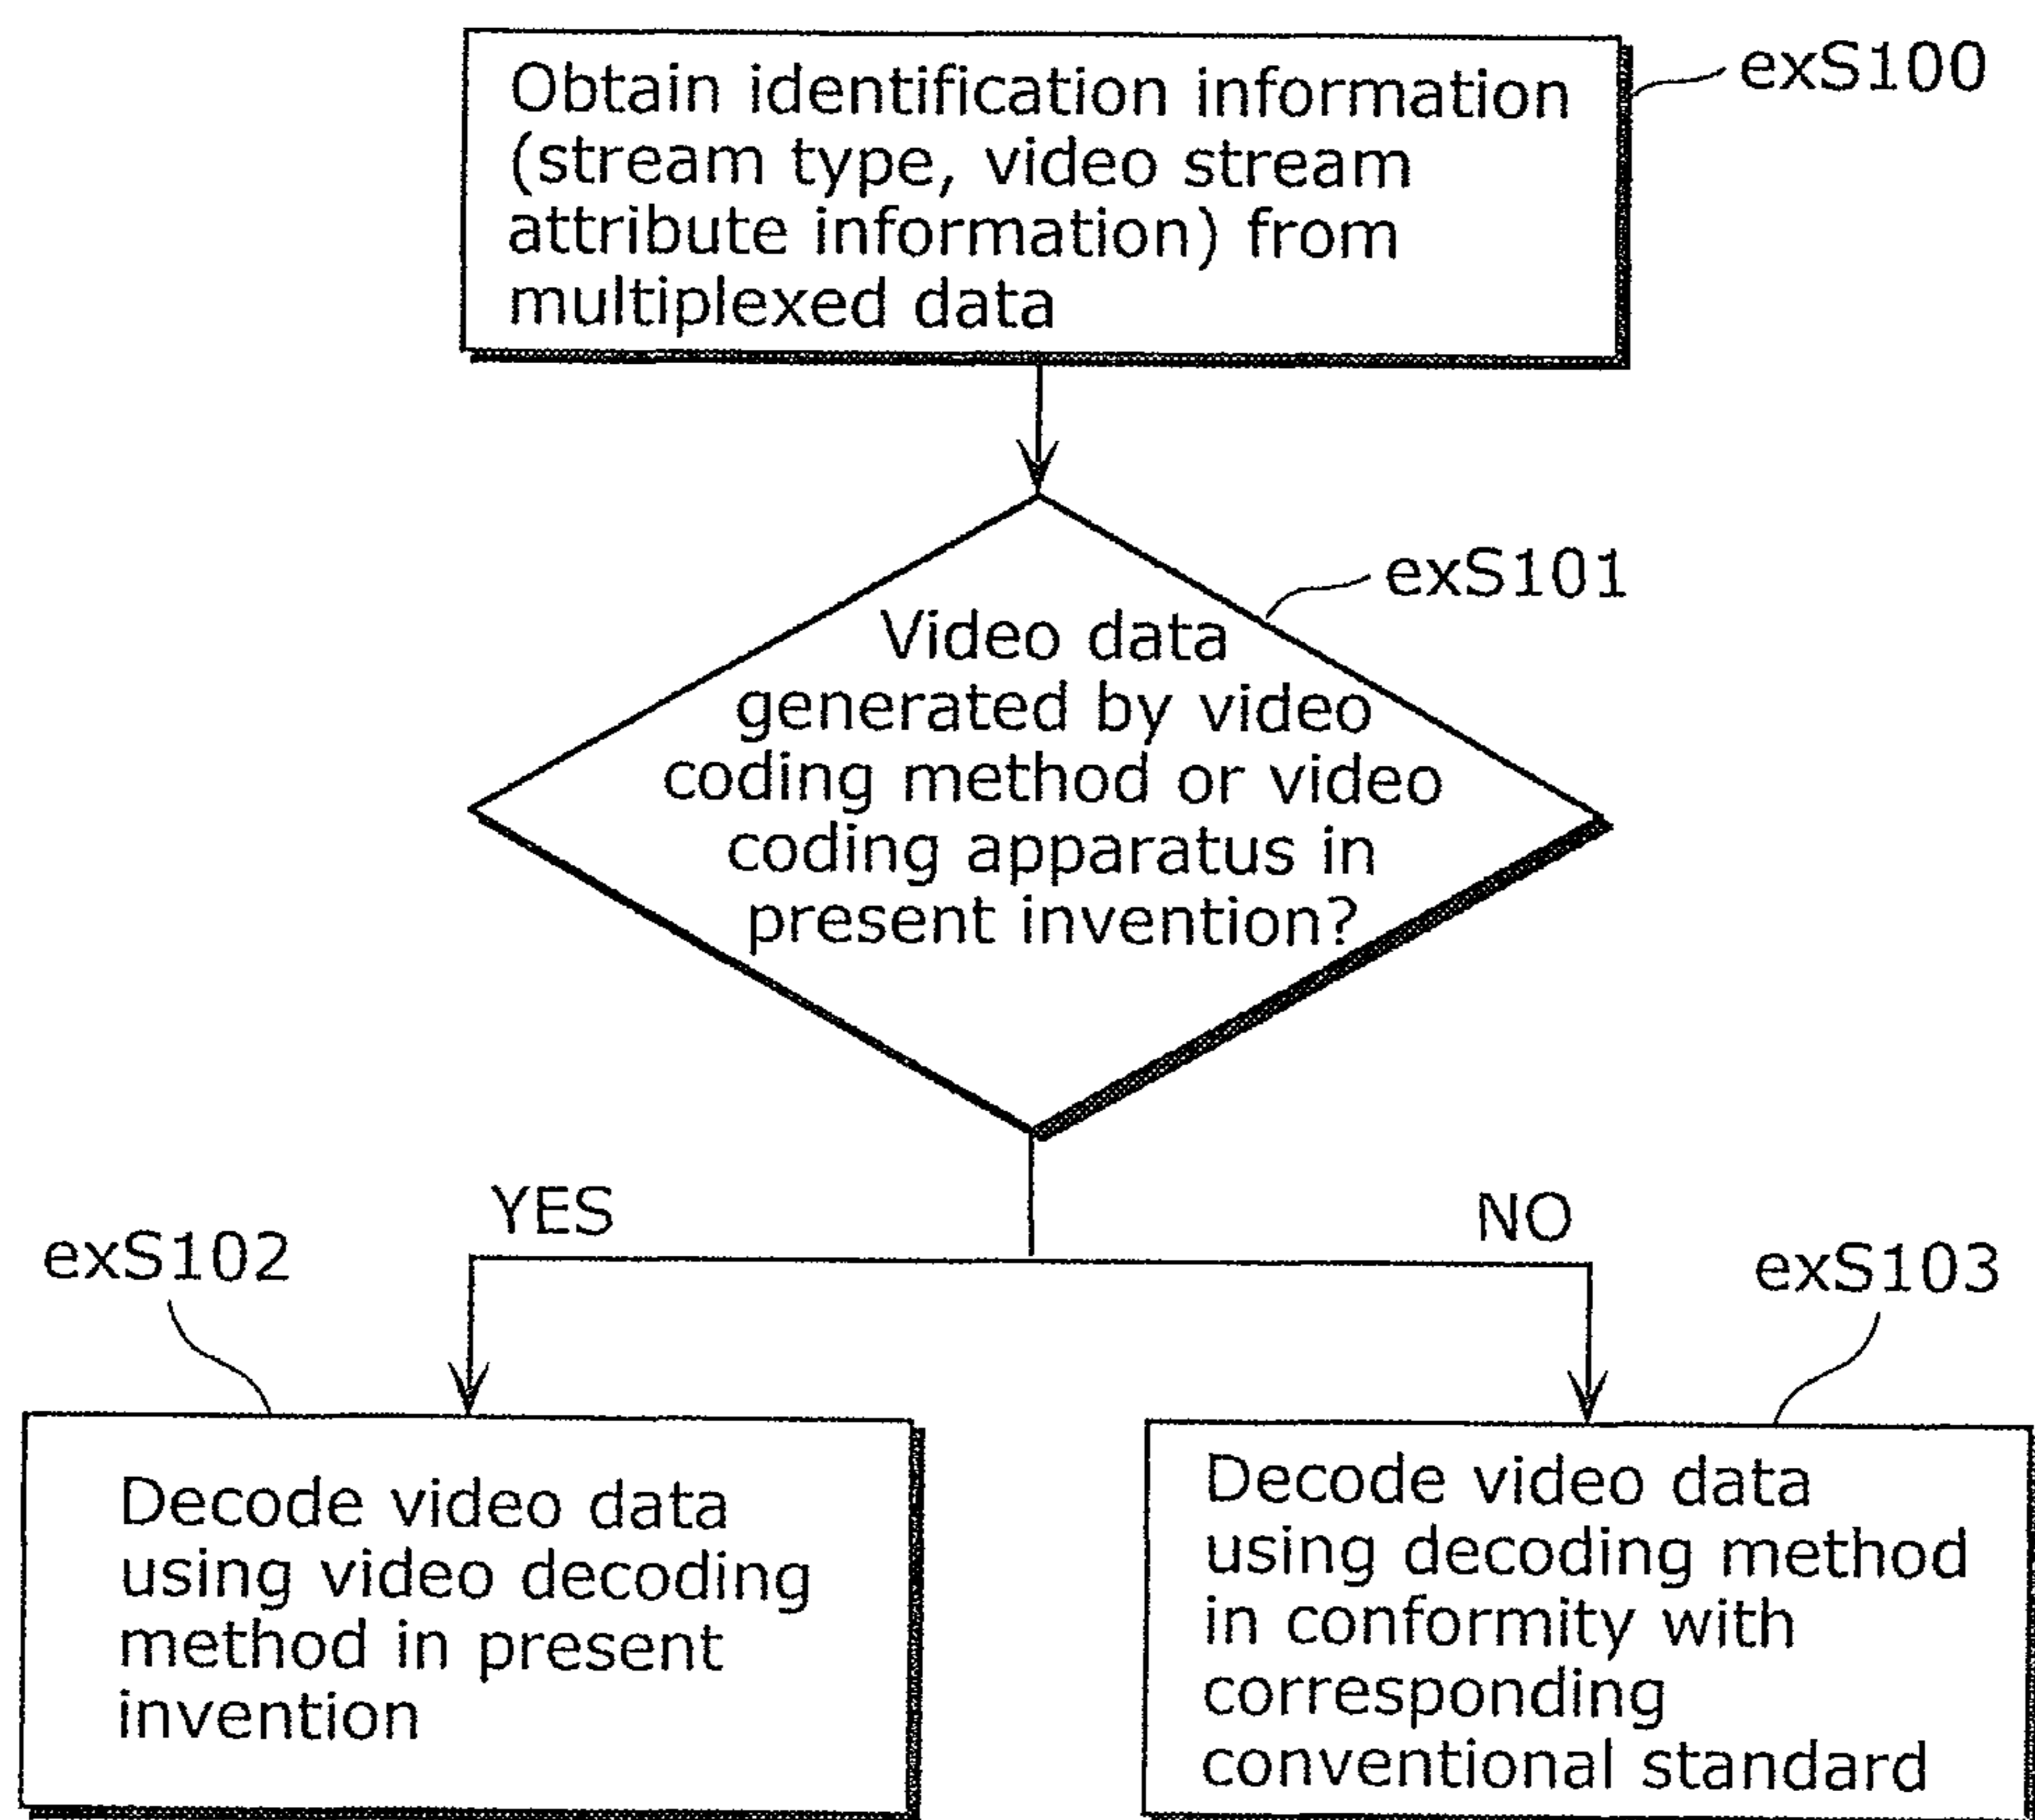 Obtain identification information
(stream type, video stream
attribute information) from
multiplexed data
exS100
exS101
Video data
generated by video
coding method or video
coding apparatus in
present invention?
YES
NO
exS102
exS103
Decode video data
using video decoding
method in present
invention
Decode video data
using decoding method
in conformity with
corresponding
conventional standard